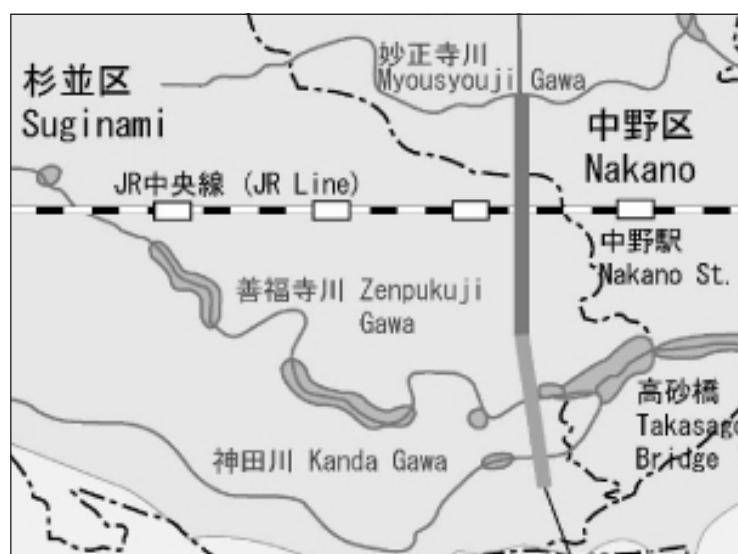 妙正寺川
Myousyouji Gawa
杉並区
Suginami
中野区
Nakano
JR中央線 (JR Line)
中野駅
Nakano St.
善福寺川 Zenpukuji
Gawa
高砂橋
Takasago
Bridge
神田川 Kanda Gawa